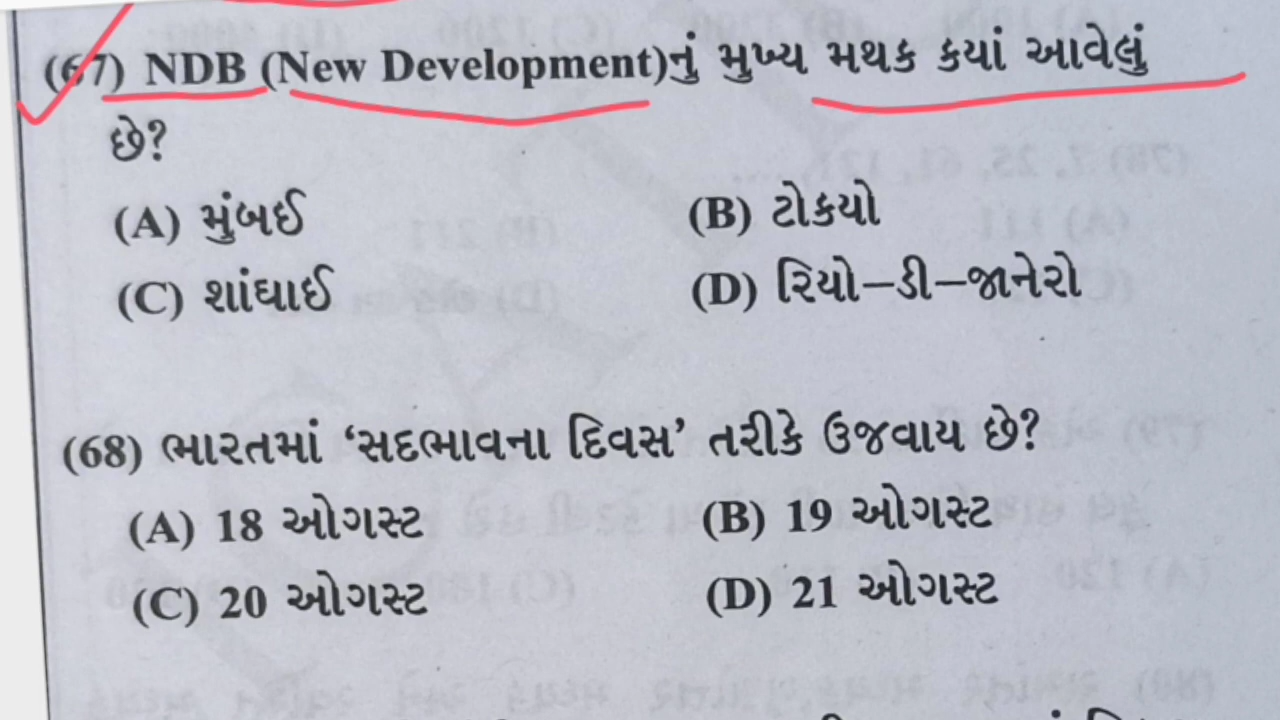 (67) NDB (New Development)નું મુખ્ય મથક કયાં આવેલું
છે?
(A) મુંબઈ (B) ટોકયો
(C) શાંઘાઈ (D) રિયો–ડી–જાનેરો
(68) ભારતમાં ‘સદભાવના દિવસ’ તરીકે ઉજવાય છે?
(A) 18 ઓગસ્ટ (B) 19 ઓગસ્ટ
(C) 20 ઓગસ્ટ (D) 21 ઓગસ્ટ